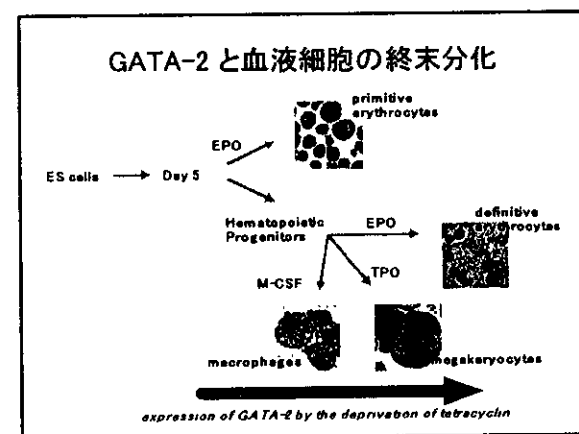 GATA-2 と血液細胞の終末分化
primitive
erythrocytes
EPO
ES cells
Day 5
Hematopoietic
Progenitors
EPO
definitive
erythrocytes
M-CSF
TPO
macrophages
megakaryocytes
expression of GATA-2 by the deprivation of tetracyclin